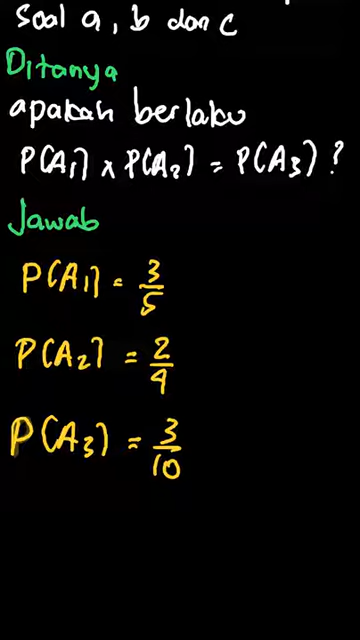 soal a, b dan c
Ditanya
apakah berlaku
P(A₁) x P(A₂) = P(A₃) ?
Jawab
P(A₁) = 3/5
P(A₂) = 2/4
P(A₃) = 3/10